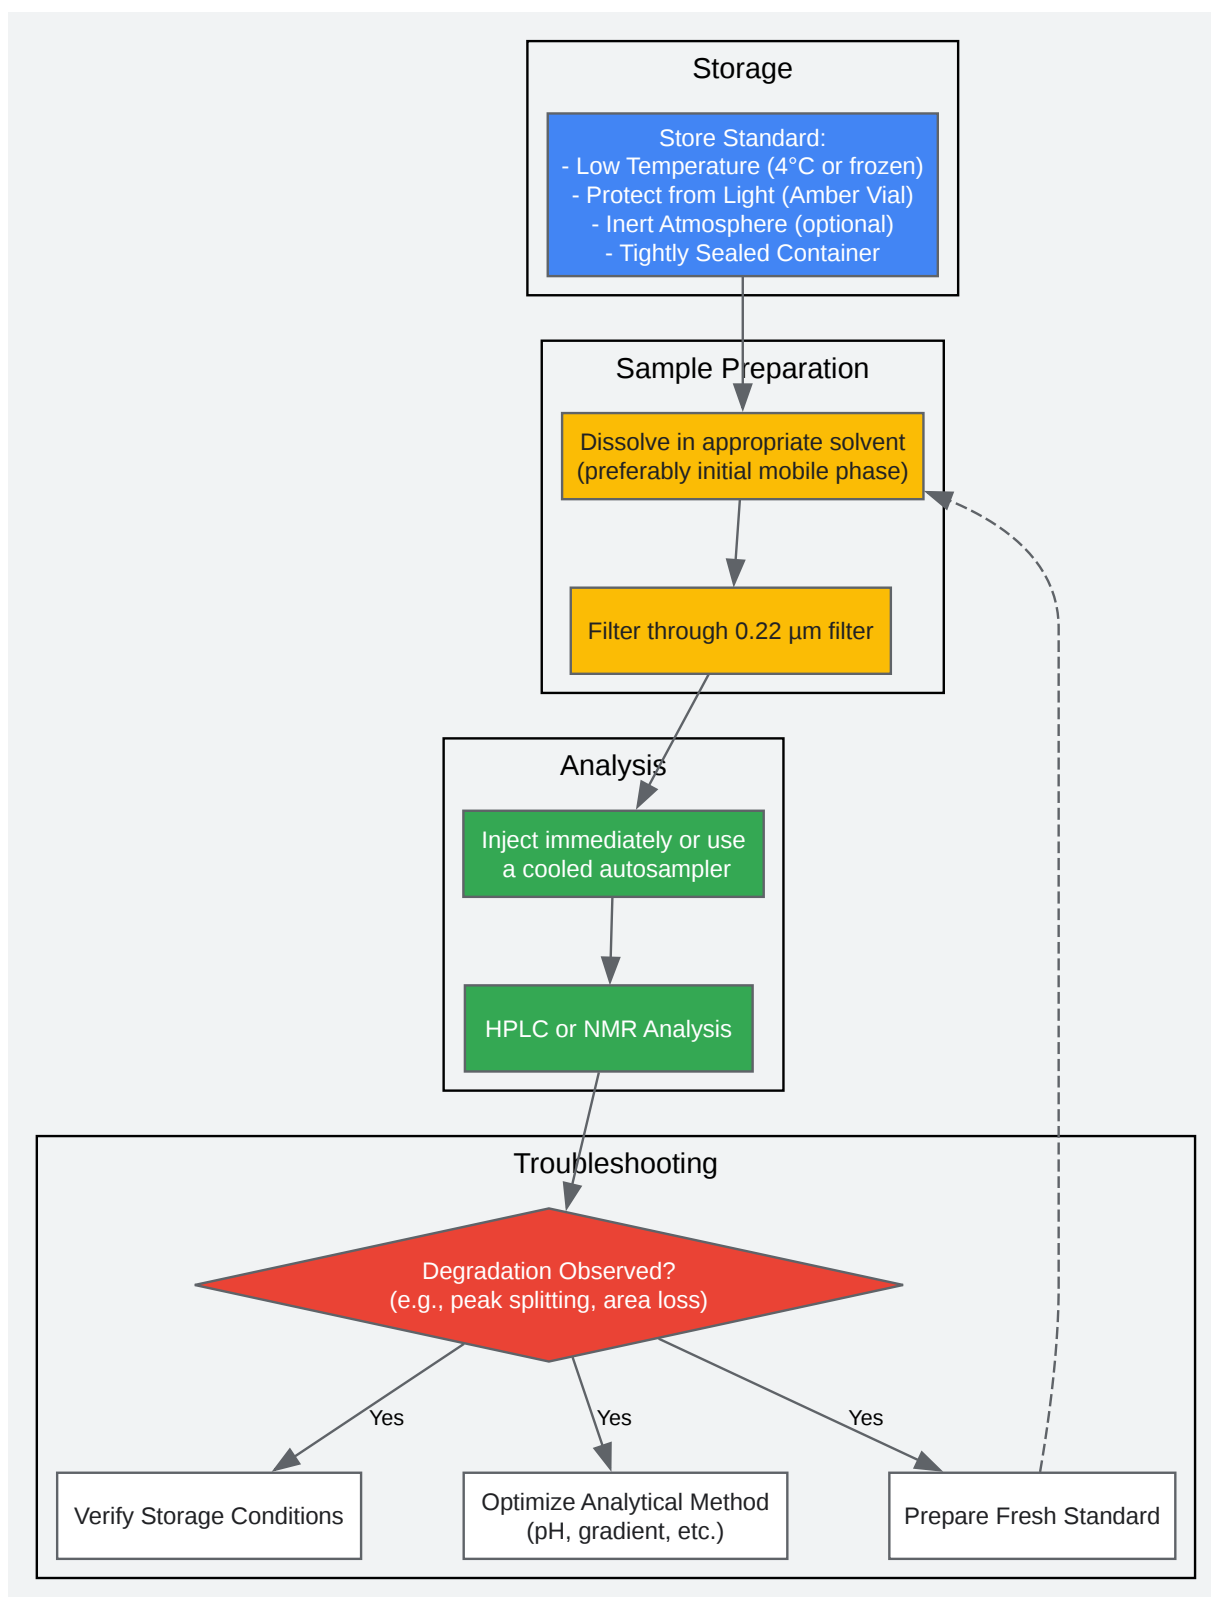 Storage
Store Standard:
- Low Temperature (4°C or frozen)
- Protect from Light (Amber Vial)
- Inert Atmosphere (optional)
- Tightly Sealed Container
Sample Preparation
Dissolve in appropriate solvent
(preferably initial mobile phase)
Filter through 0.22 µm filter
Analysis
Inject immediately or use
a cooled autosampler
HPLC or NMR Analysis
Troubleshooting
Degradation Observed?
(e.g., peak splitting, area loss)
Yes
Yes
Yes
Verify Storage Conditions
Optimize Analytical Method
(pH, gradient, etc.)
Prepare Fresh Standard